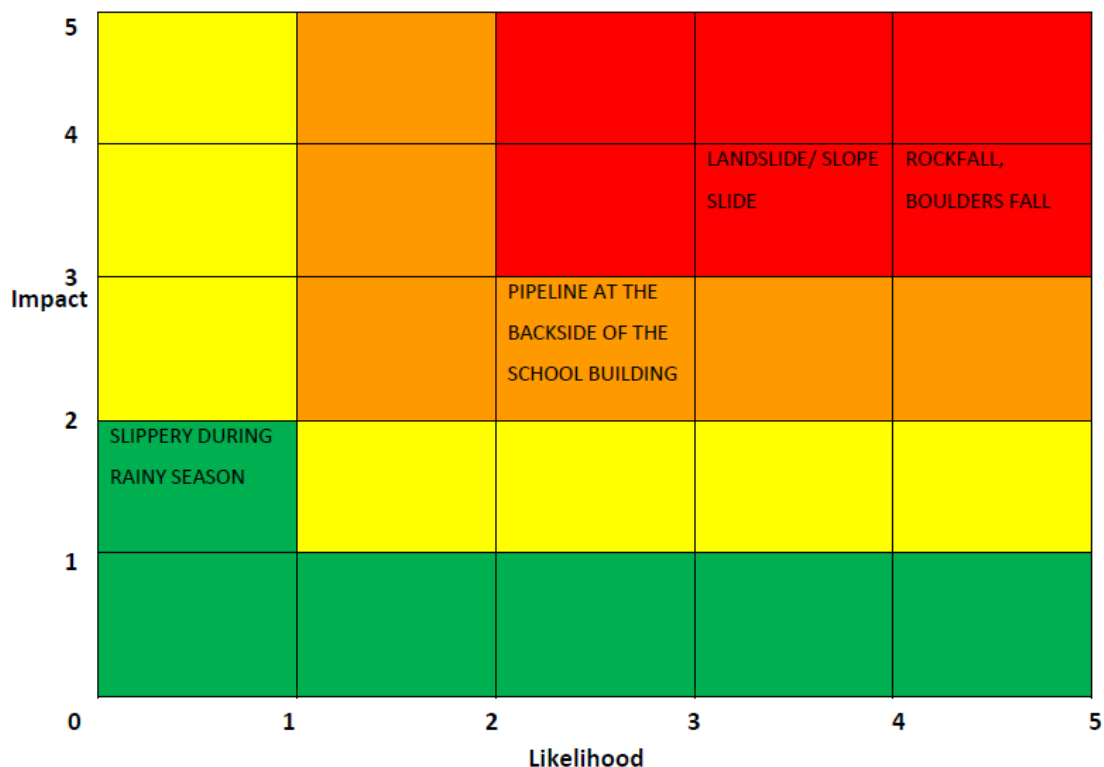 5
4
LANDSLIDE/ SLOPE
SLIDE
ROCKFALL,
BOULDERS FALL
3
Impact
PIPELINE AT THE
BACKSIDE OF THE
SCHOOL BUILDING
2
SLIPPERY DURING
RAINY SEASON
1
0 1 2 3 4 5
Likelihood